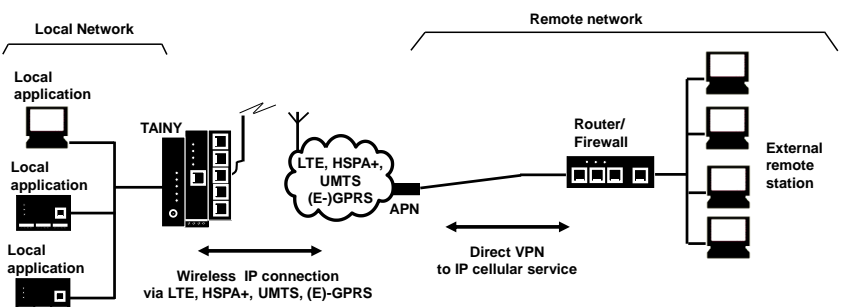 Local Network
Remote network
Local
application
TAINY
Local
application
Local
application
LTE, HSPA+,
UMTS
(E-)GPRS
APN
Router/
Firewall
External
remote
station
Wireless IP connection
via LTE, HSPA+, UMTS, (E)-GPRS
Direct VPN
to IP cellular service